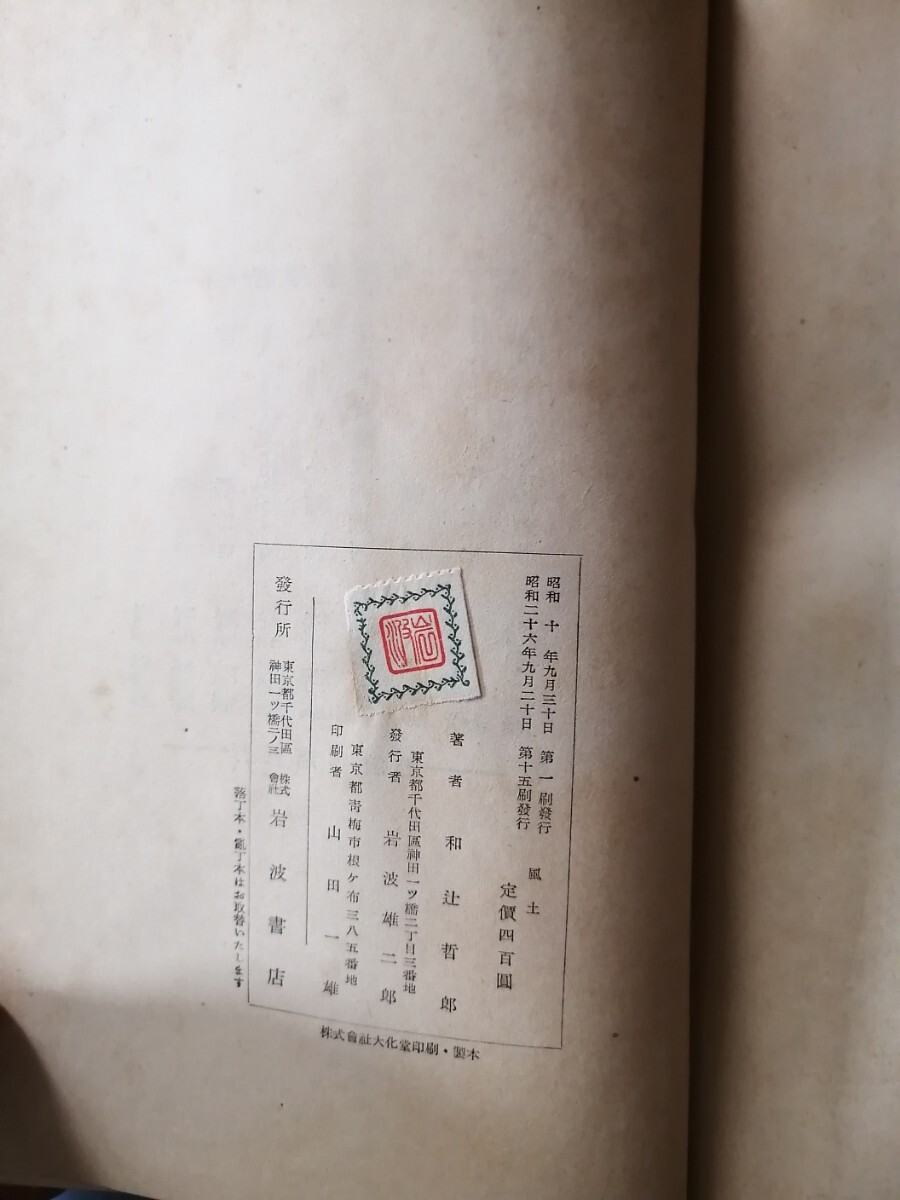 昭和十年九月三十日　第一刷發行
昭和二十六年九月二十日　第十五刷發行
風土
定價四百圓
著者　和辻哲郎
東京都千代田區神田一ツ橋二丁目三番地
發行者　岩波雄二郎
東京都靑梅市根ケ布三八五番地
印刷者　山田一雄
發行所　東京都千代田區神田一ツ橋二ノ三　株式會社　岩波書店
落丁本・亂丁本はお取替いたします
株式會社大化堂印刷・製本
岩波